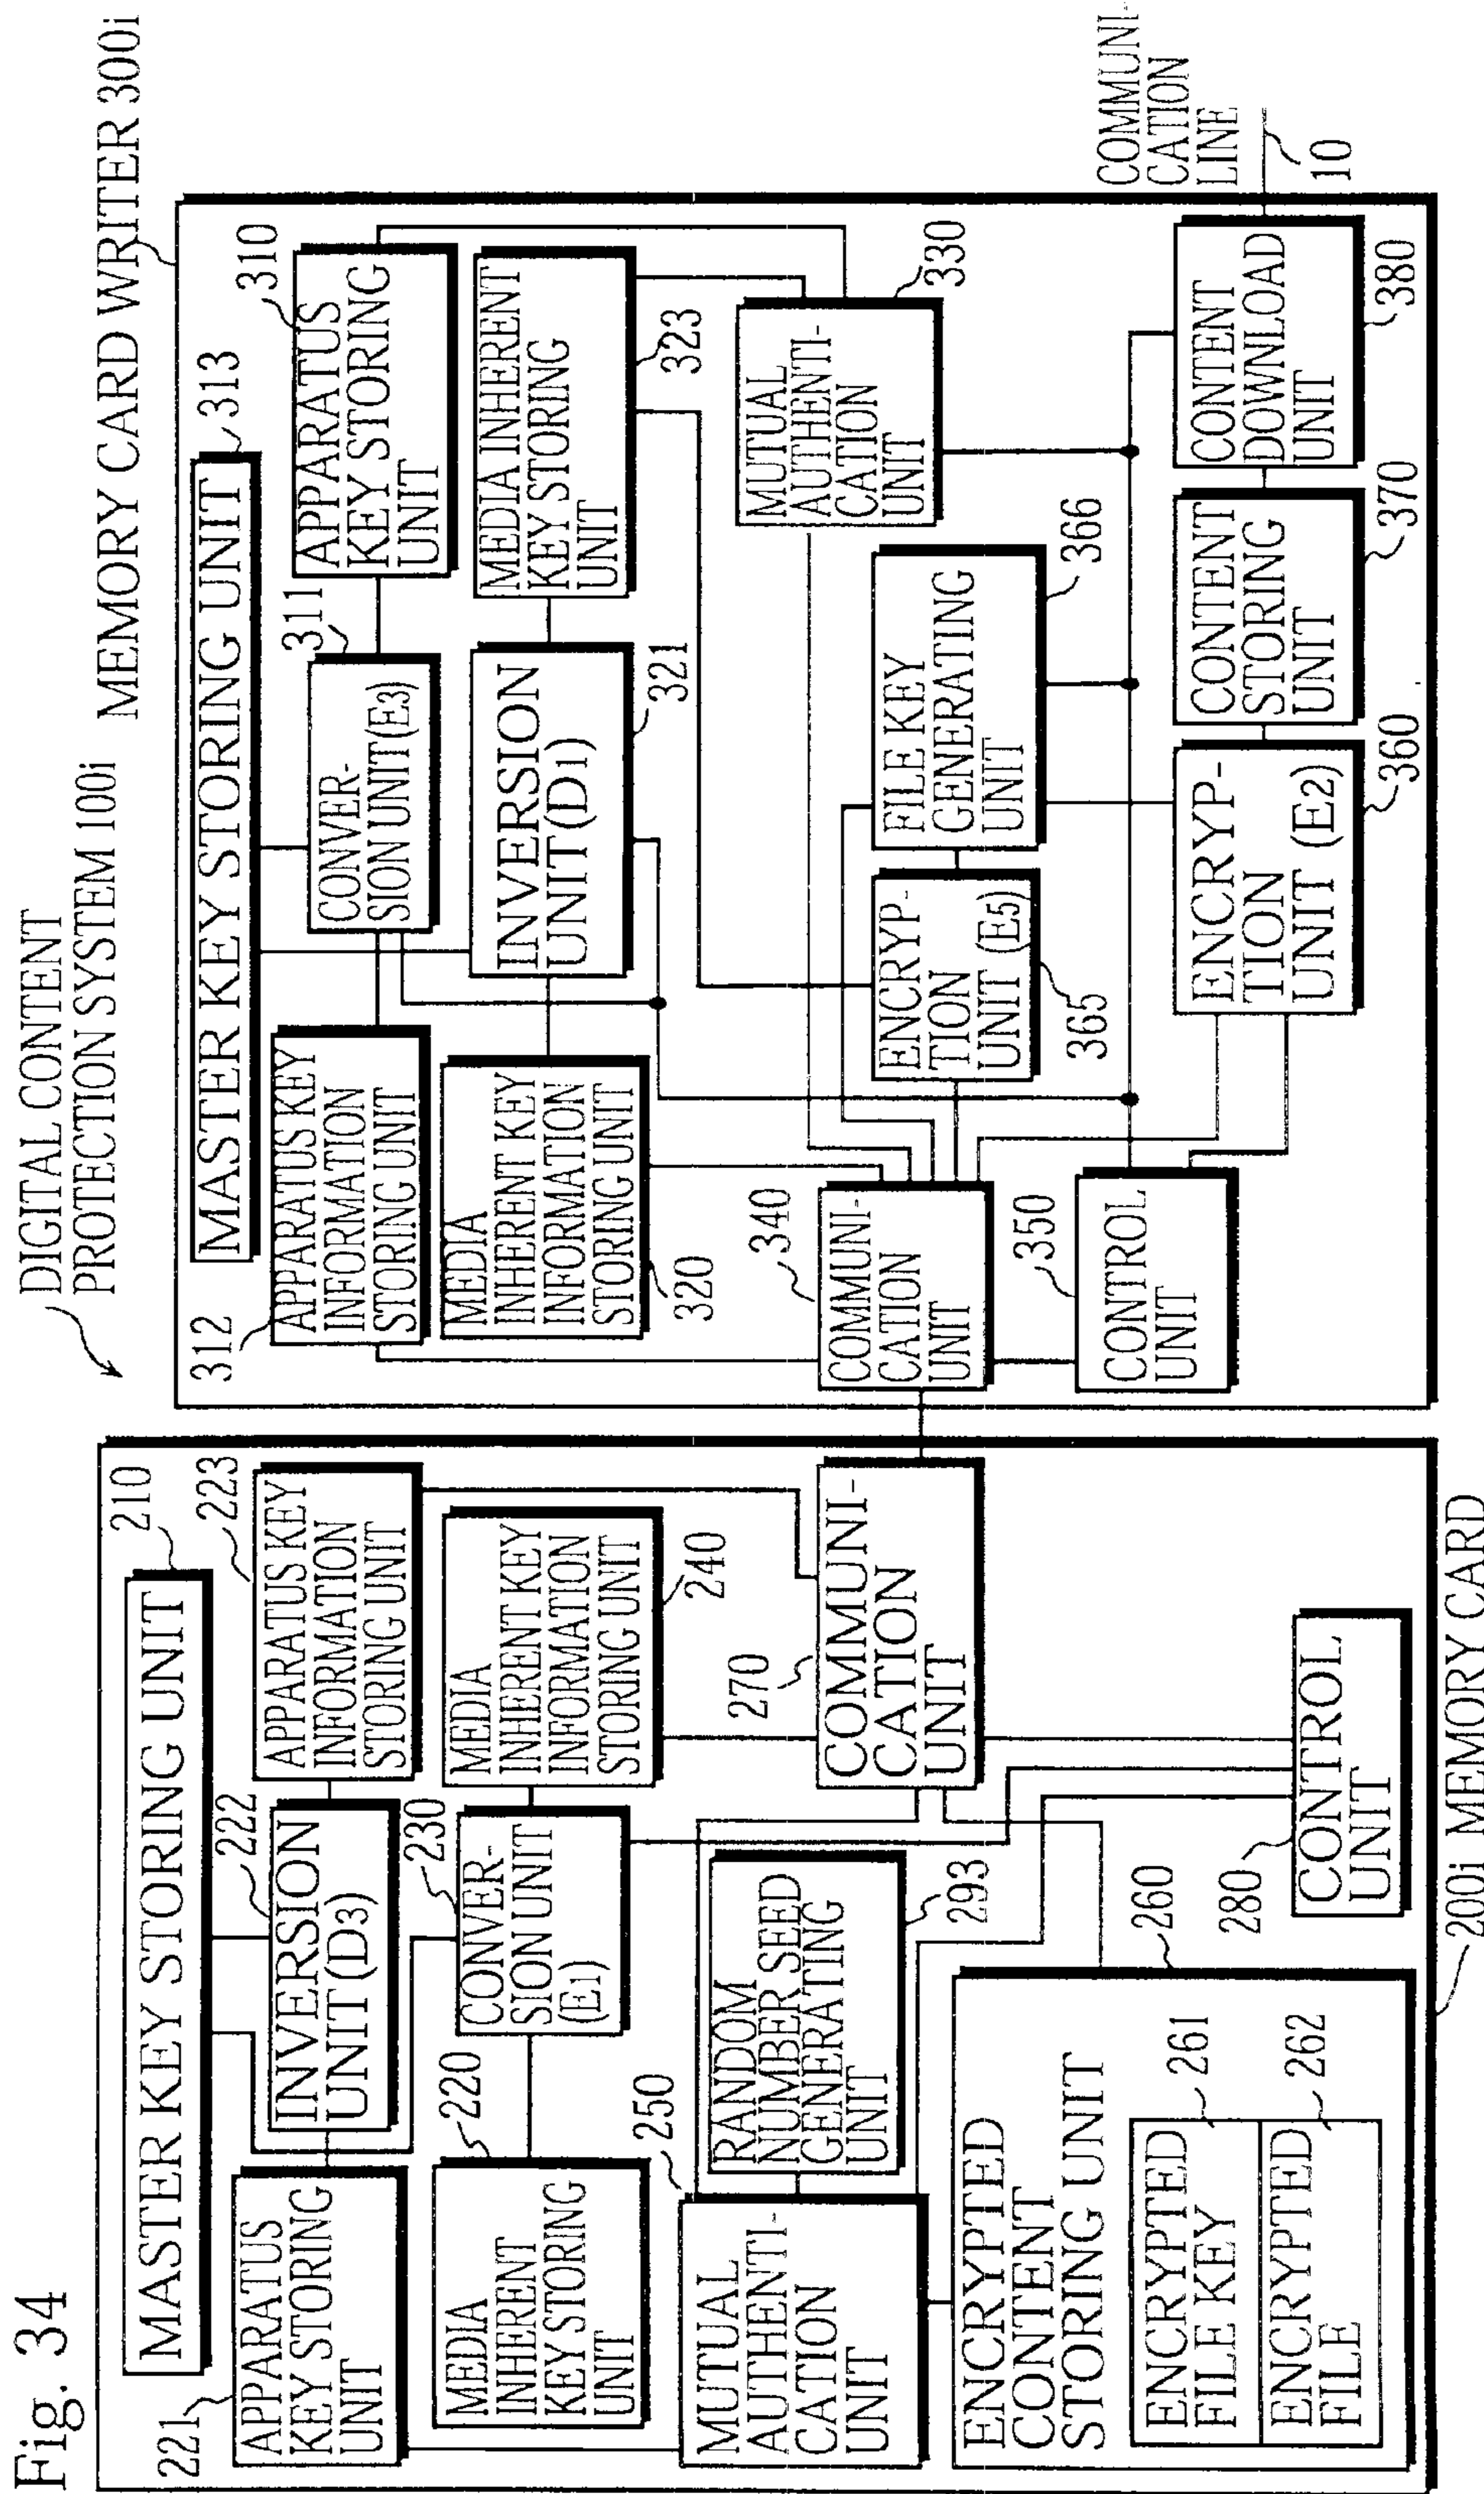 Fig. 34
DIGITAL CONTENT
PROTECTION SYSTEM 100i
MASTER KEY STORING UNIT
210
221
APPARATUS
KEY STORING
UNIT
222
INVERSION
UNIT (D3)
223
APPARATUS KEY
INFORMATION
STORING UNIT
220
MEDIA
INHERENT
KEY STORING
UNIT
230
CONVER-
SION UNIT
(E1)
240
MEDIA
INHERENT KEY
INFORMATION
STORING UNIT
250
MUTUAL
AUTHENTI-
CATION
UNIT
RANDOM
NUMBER SEED
GENERATING
UNIT
293
270
COMMUNI-
CATION
UNIT
260
ENCRYPTED
CONTENT
STORING UNIT
ENCRYPTED
FILE KEY
261
ENCRYPTED
FILE
262
280
CONTROL
UNIT
200i MEMORY CARD
MEMORY CARD WRITER 300i
MASTER KEY STORING UNIT
313
312
APPARATUS KEY
INFORMATION
STORING UNIT
311
CONVER-
SION UNIT(E3)
310
APPARATUS
KEY STORING
UNIT
MEDIA
INHERENT KEY
INFORMATION
STORING UNIT
320
INVERSION
UNIT(D1)
321
MEDIA INHERENT
KEY STORING
UNIT
323
MUTUAL
AUTHENTI-
CATION
UNIT
330
340
COMMUNI-
CATION
UNIT
ENCRYP-
TION
UNIT (E5)
365
FILE KEY
GENERATING
UNIT
366
350
CONTROL
UNIT
ENCRYP-
TION
UNIT (E2)
360
CONTENT
STORING
UNIT
370
CONTENT
DOWNLOAD
UNIT
380
COMMUNI-
CATION
LINE
10